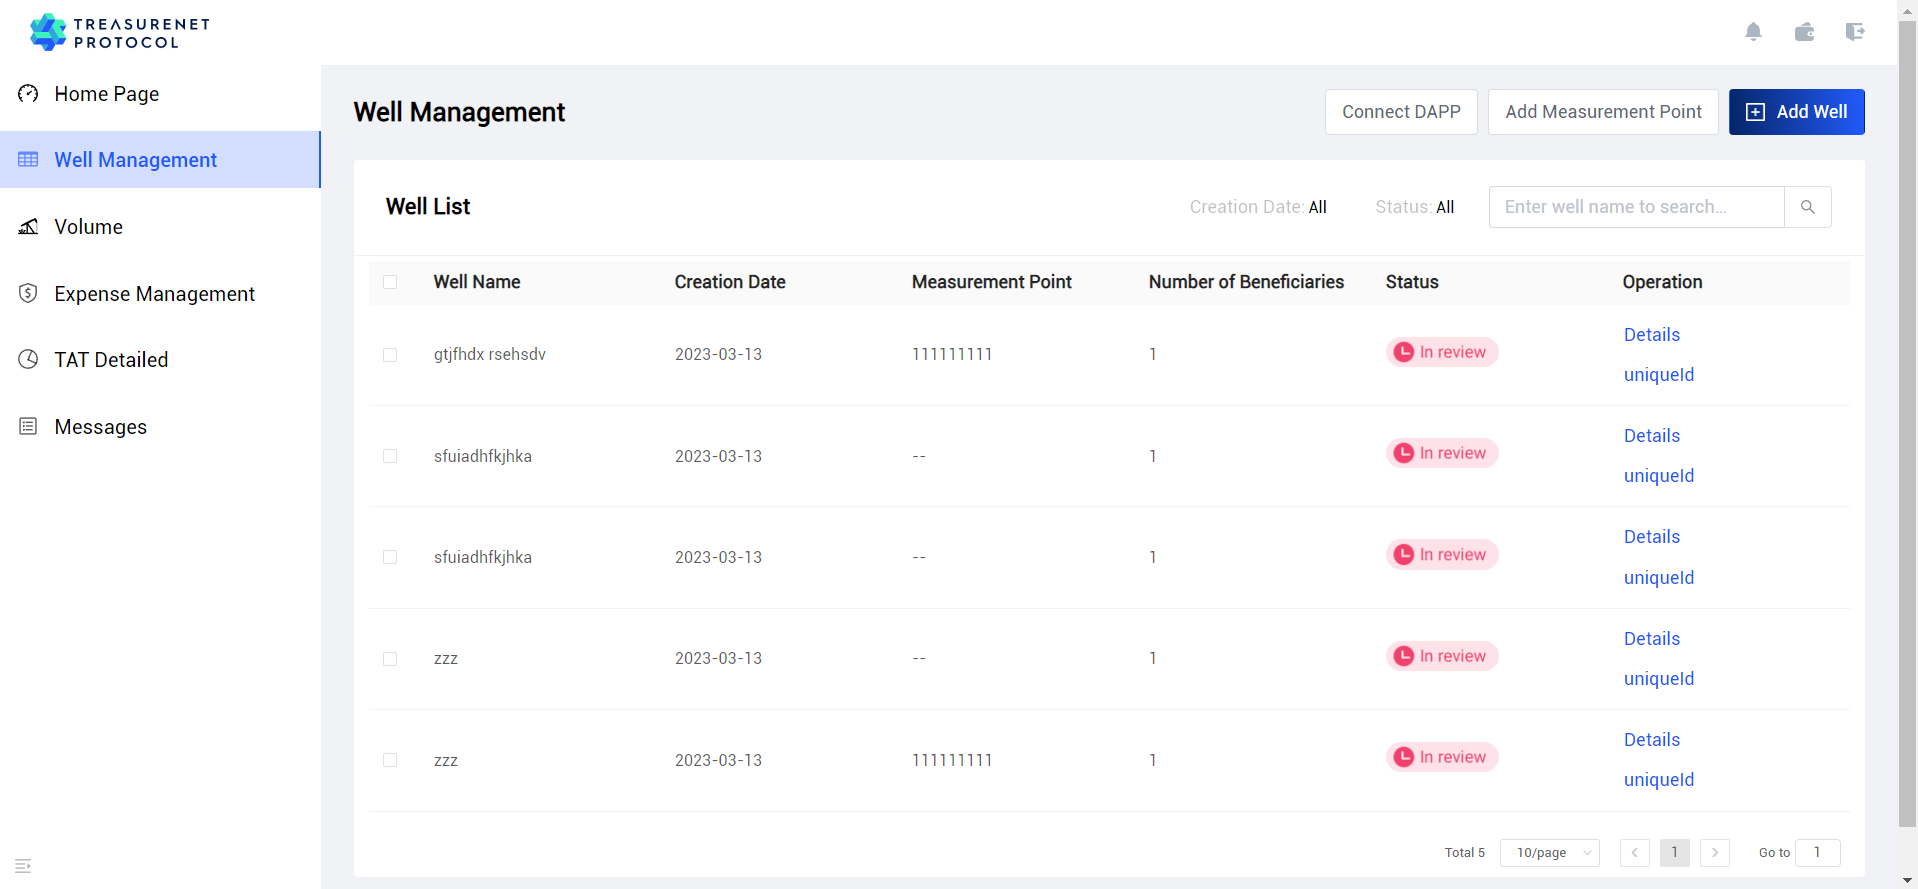 TREASURENET
PROTOCOL
Home Page
Well Management
Volume
Expense Management
TAT Detailed
Messages
Well Management
Connect DAPP
Add Measurement Point
Add Well
Well List
Creation Date: All
Status: All
Enter well name to search...
Well Name Creation Date Measurement Point Number of Beneficiaries Status Operation
gtjfhdx rsehsdv 2023-03-13 111111111 1 In review Details
uniqueId
sfuiadhfkjhka 2023-03-13 -- 1 In review Details
uniqueId
sfuiadhfkjhka 2023-03-13 -- 1 In review Details
uniqueId
zzz 2023-03-13 -- 1 In review Details
uniqueId
zzz 2023-03-13 111111111 1 In review Details
uniqueId
Total 5 10/page 1 Go to 1